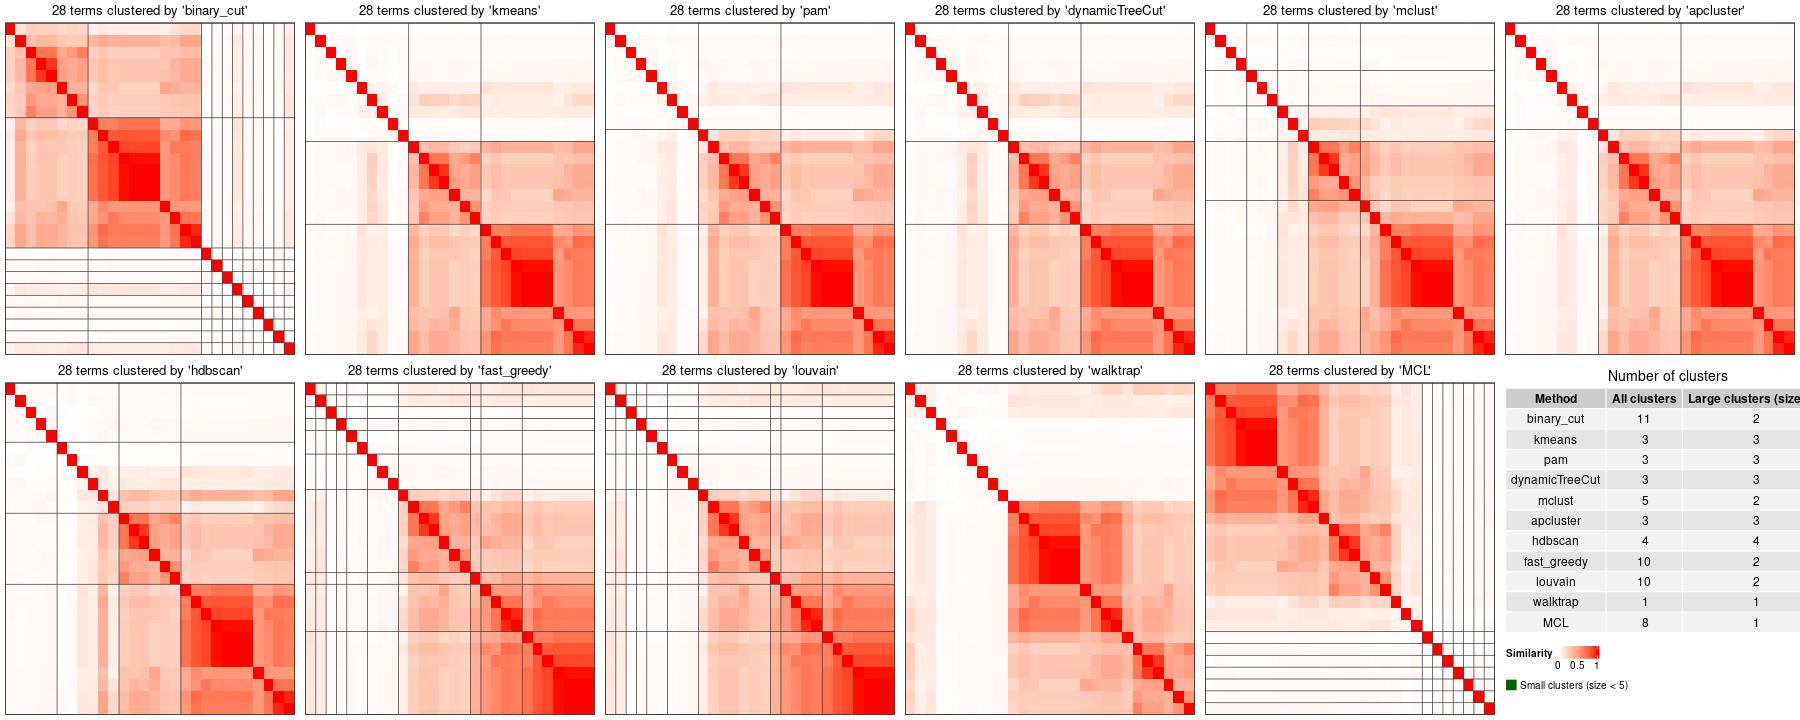 28 terms clustered by 'binary_cut'
28 terms clustered by 'kmeans'
28 terms clustered by 'pam'
28 terms clustered by 'dynamicTreeCut'
28 terms clustered by 'mclust'
28 terms clustered by 'apcluster'
28 terms clustered by 'hdbscan'
28 terms clustered by 'fast_greedy'
28 terms clustered by 'louvain'
28 terms clustered by 'walktrap'
28 terms clustered by 'MCL'
Number of clusters
Method All clusters Large clusters (size
binary_cut 11 2
kmeans 3 3
pam 3 3
dynamicTreeCut 3 3
mclust 5 2
apcluster 3 3
hdbscan 4 4
fast_greedy 10 2
louvain 10 2
walktrap 1 1
MCL 8 1
Similarity
0 0.5 1
Small clusters (size < 5)